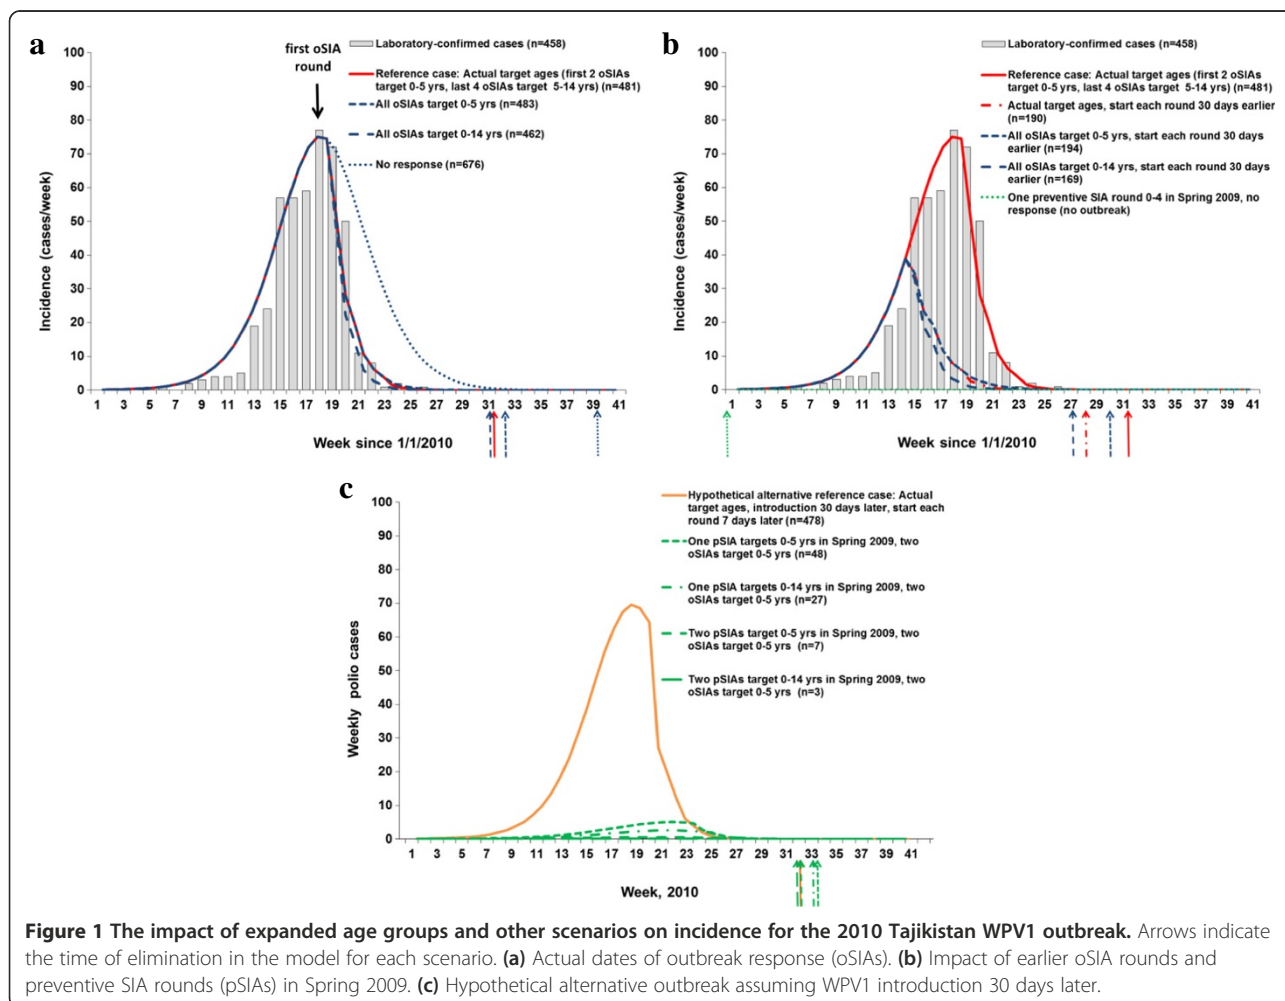 a
first oSIA
round
Laboratory-confirmed cases (n=458)
Reference case: Actual target ages (first 2 oSIAs
target 0-5 yrs, last 4 oSIAs target 5-14 yrs) (n=481)
All oSIAs target 0-5 yrs (n=483)
All oSIAs target 0-14 yrs (n=462)
No response (n=676)
Incidence (cases/week)
100
90
80
70
60
50
40
30
20
10
0
1 3 5 7 9 11 13 15 17 19 21 23 25 27 29 31 33 35 37 39 41
Week since 1/1/2010
b
Laboratory-confirmed cases (n=458)
Reference case: Actual target ages (first 2 oSIAs
target 0-5 yrs, last 4 oSIAs target 5-14 yrs) (n=481)
Actual target ages, start each round 30 days earlier
(n=190)
All oSIAs target 0-5 yrs, start each round 30 days
earlier (n=194)
All oSIAs target 0-14 yrs, start each round 30 days
earlier (n=169)
One preventive SIA round 0-4 in Spring 2009, no
response (no outbreak)
Incidence (cases/week)
100
90
80
70
60
50
40
30
20
10
0
1 3 5 7 9 11 13 15 17 19 21 23 25 27 29 31 33 35 37 39 41
Week since 1/1/2010
c
Hypothetical alternative reference case: Actual
target ages, introduction 30 days later, start each
round 7 days later (n=478)
One pSIA targets 0-5 yrs in Spring 2009, two
oSIAs target 0-5 yrs (n=48)
One pSIA targets 0-14 yrs in Spring 2009, two
oSIAs target 0-5 yrs (n=27)
Two pSIAs target 0-5 yrs in Spring 2009, two
oSIAs target 0-5 yrs (n=7)
Two pSIAs target 0-14 yrs in Spring 2009, two
oSIAs target 0-5 yrs (n=3)
Weekly polio cases
100
90
80
70
60
50
40
30
20
10
0
1 3 5 7 9 11 13 15 17 19 21 23 25 27 29 31 33 35 37 39 41
Week, 2010
Figure 1 The impact of expanded age groups and other scenarios on incidence for the 2010 Tajikistan WPV1 outbreak. Arrows indicate
the time of elimination in the model for each scenario. (a) Actual dates of outbreak response (oSIAs). (b) Impact of earlier oSIA rounds and
preventive SIA rounds (pSIAs) in Spring 2009. (c) Hypothetical alternative outbreak assuming WPV1 introduction 30 days later.